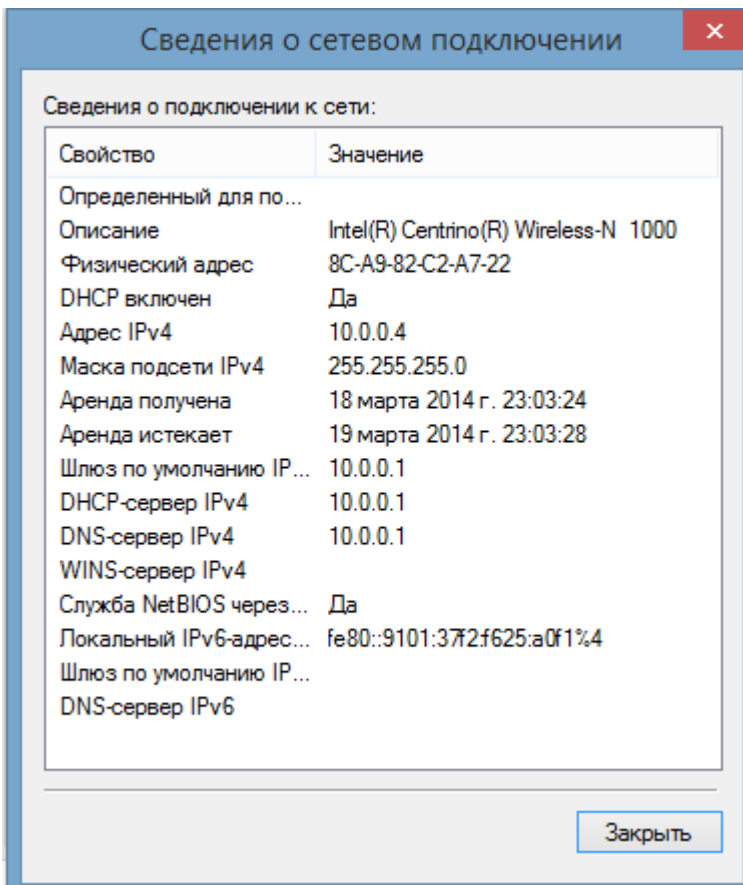 Сведения о сетевом подключении
Сведения о подключении к сети:
Свойство Значение
Определенный для по...
Описание Intel(R) Centrino(R) Wireless-N 1000
Физический адрес 8C-A9-82-C2-A7-22
DHCP включен Да
Адрес IPv4 10.0.0.4
Маска подсети IPv4 255.255.255.0
Аренда получена 18 марта 2014 г. 23:03:24
Аренда истекает 19 марта 2014 г. 23:03:28
Шлюз по умолчанию IP... 10.0.0.1
DHCP-сервер IPv4 10.0.0.1
DNS-сервер IPv4 10.0.0.1
WINS-сервер IPv4
Служба NetBIOS через... Да
Локальный IPv6-адрес... fe80::9101:37f2:f625:a0f1%4
Шлюз по умолчанию IP...
DNS-сервер IPv6
Закрыть